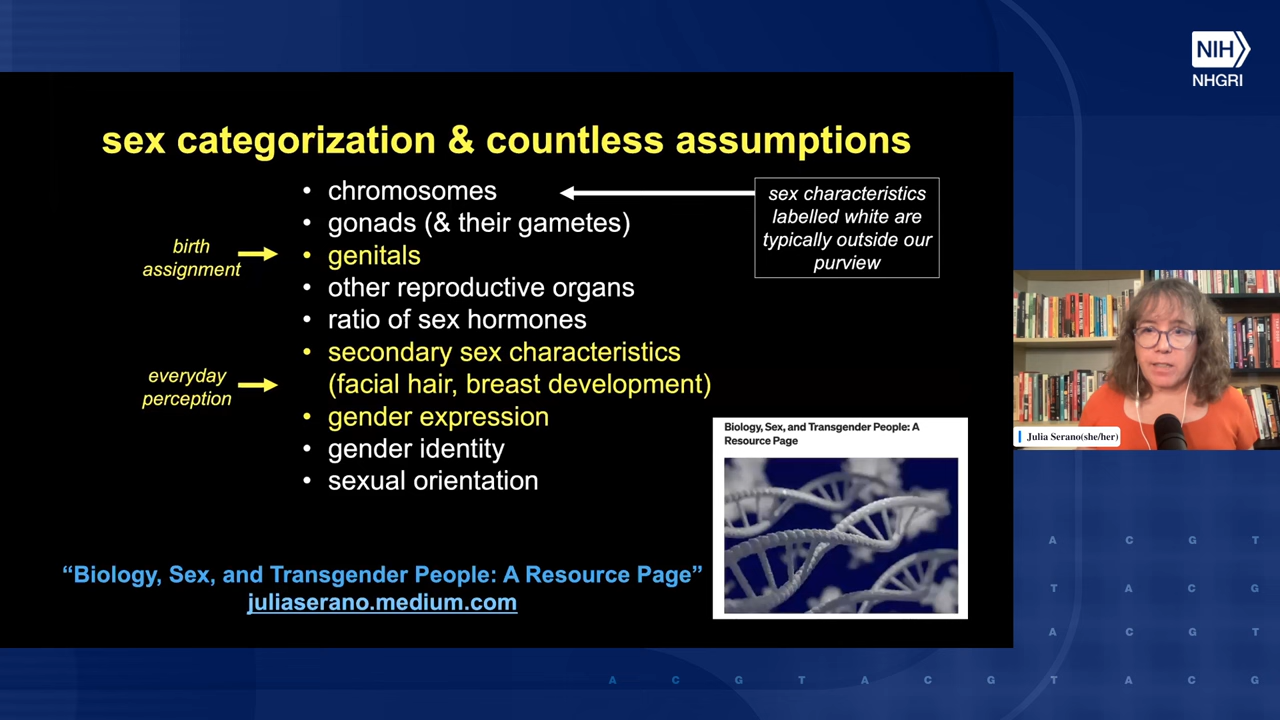 NIH
NHGRI
sex categorization & countless assumptions
• chromosomes
• gonads (& their gametes)
• genitals
• other reproductive organs
• ratio of sex hormones
• secondary sex characteristics
(facial hair, breast development)
• gender expression
• gender identity
• sexual orientation
birth
assignment
everyday
perception
sex characteristics
labelled white are
typically outside our
purview
Biology, Sex, and Transgender People: A
Resource Page
“Biology, Sex, and Transgender People: A Resource Page”
juliaserano.medium.com
Julia Serano(she/her)
A C G T
T A C G
A C G T
A C G T A C G T A C G